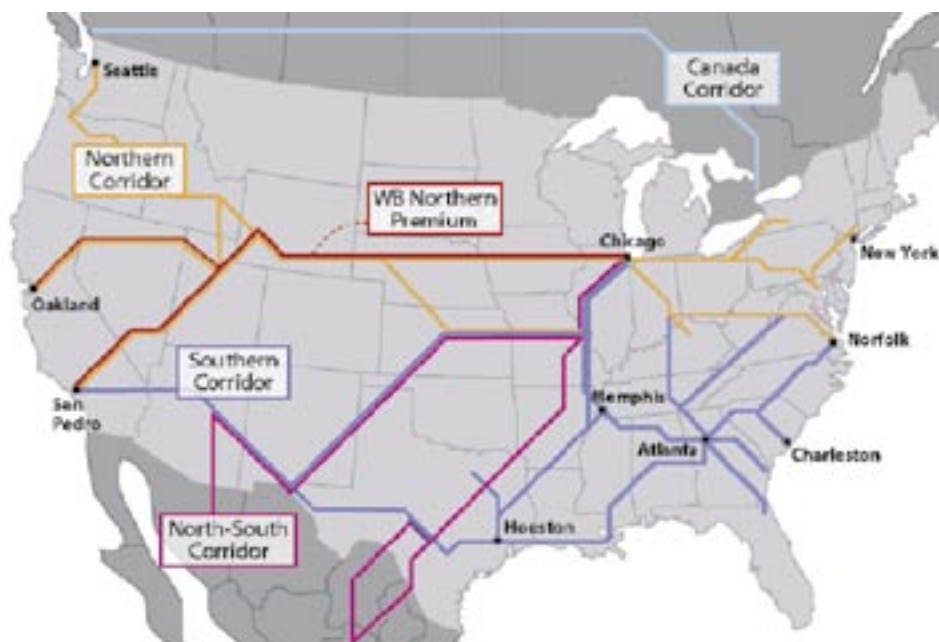 Seattle
Canada
Corridor
Northern
Corridor
WB Northern
Premium
Chicago
New York
Oakland
Norfolk
Southern
Corridor
San
Pedro
Memphis
Atlanta
Charleston
North-South
Corridor
Houston